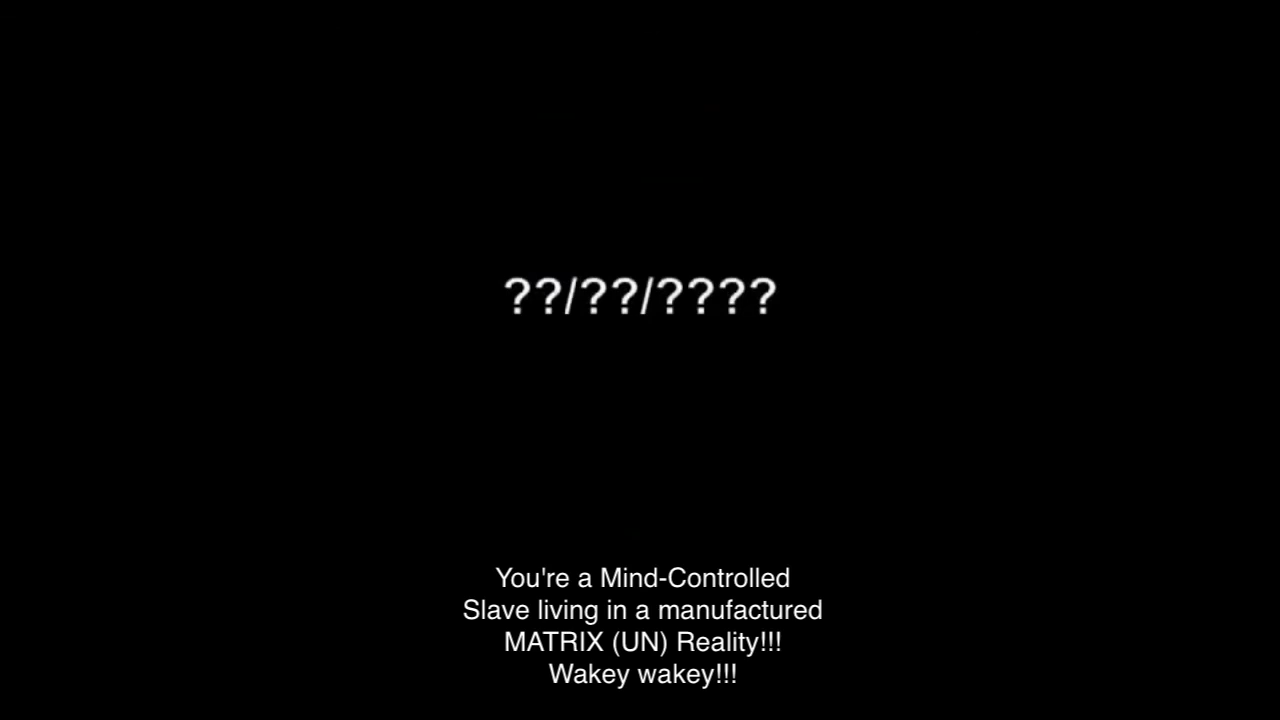 ??/??/????
You're a Mind-Controlled
Slave living in a manufactured
MATRIX (UN) Reality!!!
Wakey wakey!!!